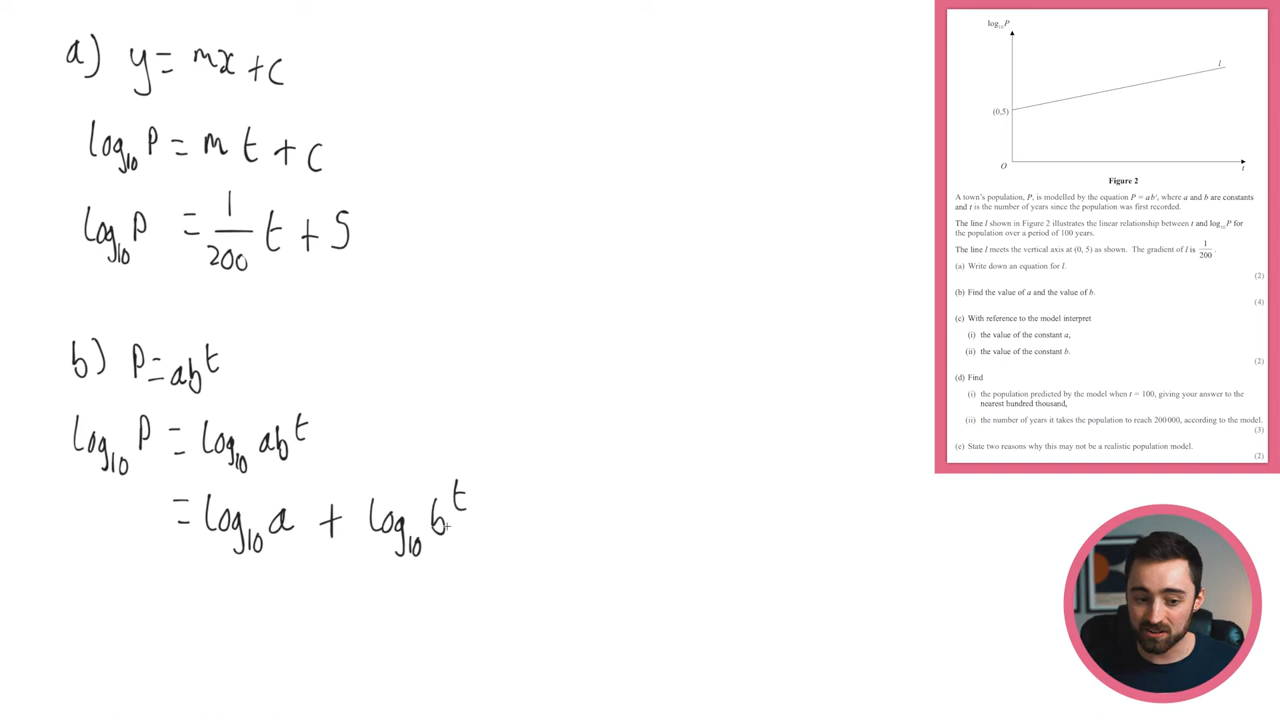 a) y = mx + c
log₁₀ P = m t + c
log₁₀ P = 1/200 t + 5
b) P = abᵗ
log₁₀ P = log₁₀ abᵗ
= log₁₀ a + log₁₀ bᵗ
log₁₀P
l
(0,5)
O
t
Figure 2
A town's population, P, is modelled by the equation P = abᵗ, where a and b are constants
and t is the number of years since the population was first recorded.
The line l shown in Figure 2 illustrates the linear relationship between t and log₁₀P for
the population over a period of 100 years.
The line l meets the vertical axis at (0, 5) as shown. The gradient of l is 1/200.
(a) Write down an equation for l.
(2)
(b) Find the value of a and the value of b.
(4)
(c) With reference to the model interpret
(i) the value of the constant a,
(ii) the value of the constant b.
(2)
(d) Find
(i) the population predicted by the model when t = 100, giving your answer to the
nearest hundred thousand,
(ii) the number of years it takes the population to reach 200 000, according to the model.
(3)
(e) State two reasons why this may not be a realistic population model.
(2)